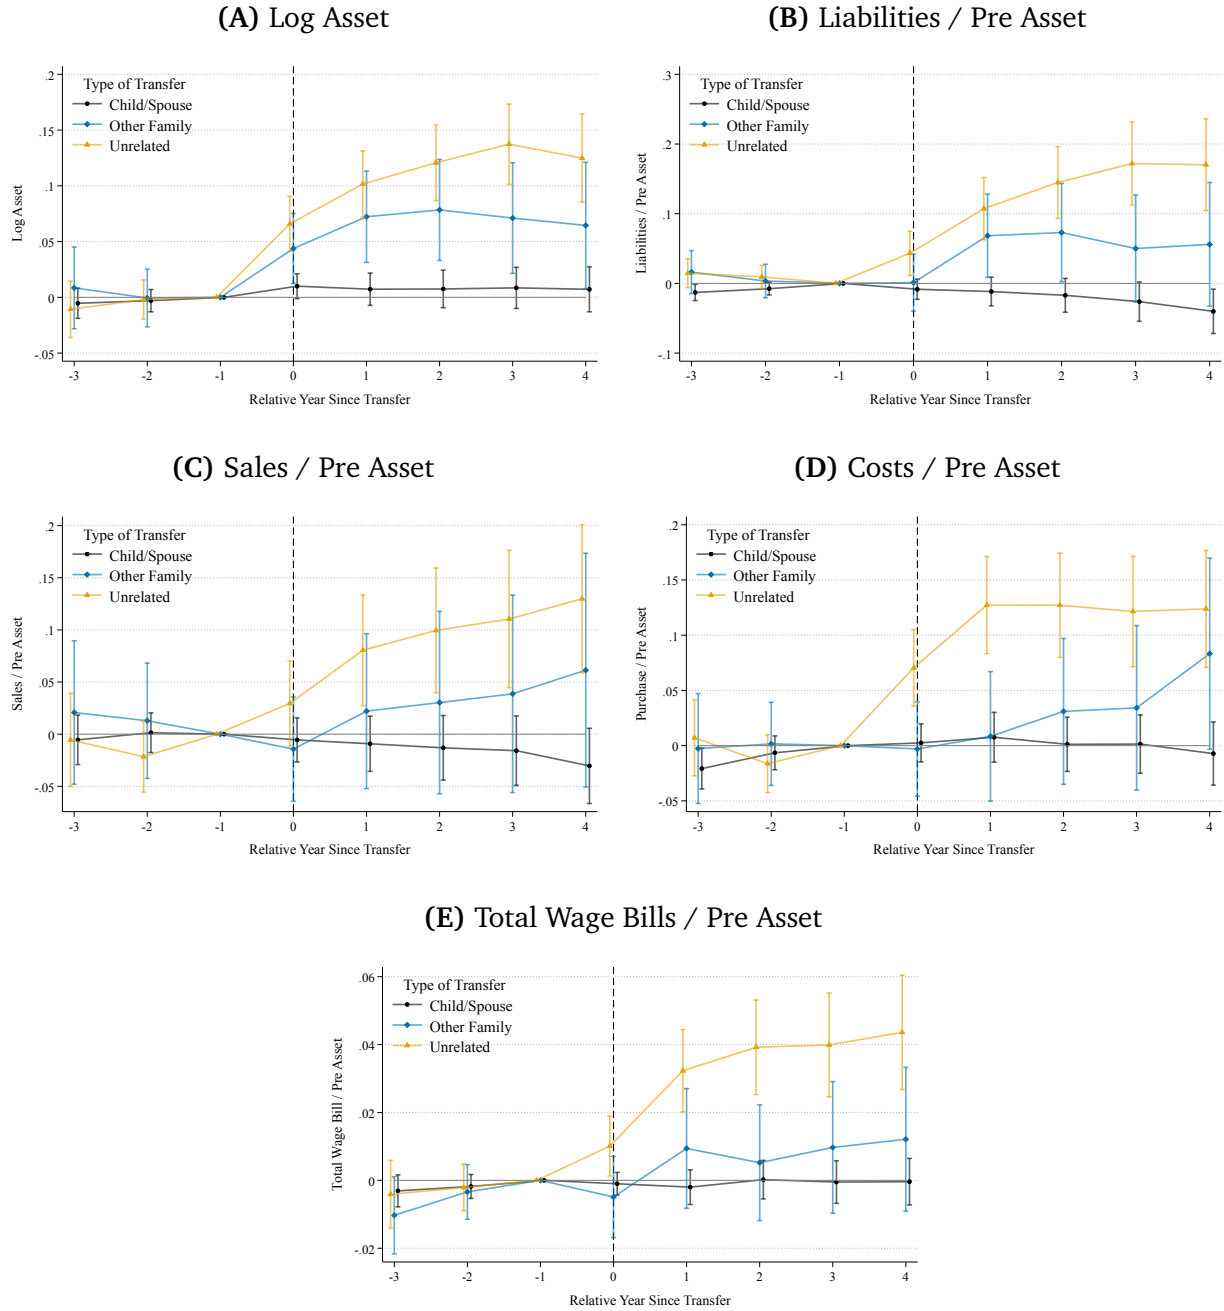 (A) Log Asset
Log Asset
.2
.15
.1
.05
0
-.05
Type of Transfer
Child/Spouse
Other Family
Unrelated
-3 -2 -1 0 1 2 3 4
Relative Year Since Transfer
(B) Liabilities / Pre Asset
Liabilities / Pre Asset
.3
.2
.1
0
-.1
Type of Transfer
Child/Spouse
Other Family
Unrelated
-3 -2 -1 0 1 2 3 4
Relative Year Since Transfer
(C) Sales / Pre Asset
Sales / Pre Asset
.2
.15
.1
.05
0
-.05
Type of Transfer
Child/Spouse
Other Family
Unrelated
-3 -2 -1 0 1 2 3 4
Relative Year Since Transfer
(D) Costs / Pre Asset
Purchase / Pre Asset
.2
.15
.1
.05
0
-.05
Type of Transfer
Child/Spouse
Other Family
Unrelated
-3 -2 -1 0 1 2 3 4
Relative Year Since Transfer
(E) Total Wage Bills / Pre Asset
Total Wage Bill / Pre Asset
.06
.04
.02
0
-.02
Type of Transfer
Child/Spouse
Other Family
Unrelated
-3 -2 -1 0 1 2 3 4
Relative Year Since Transfer